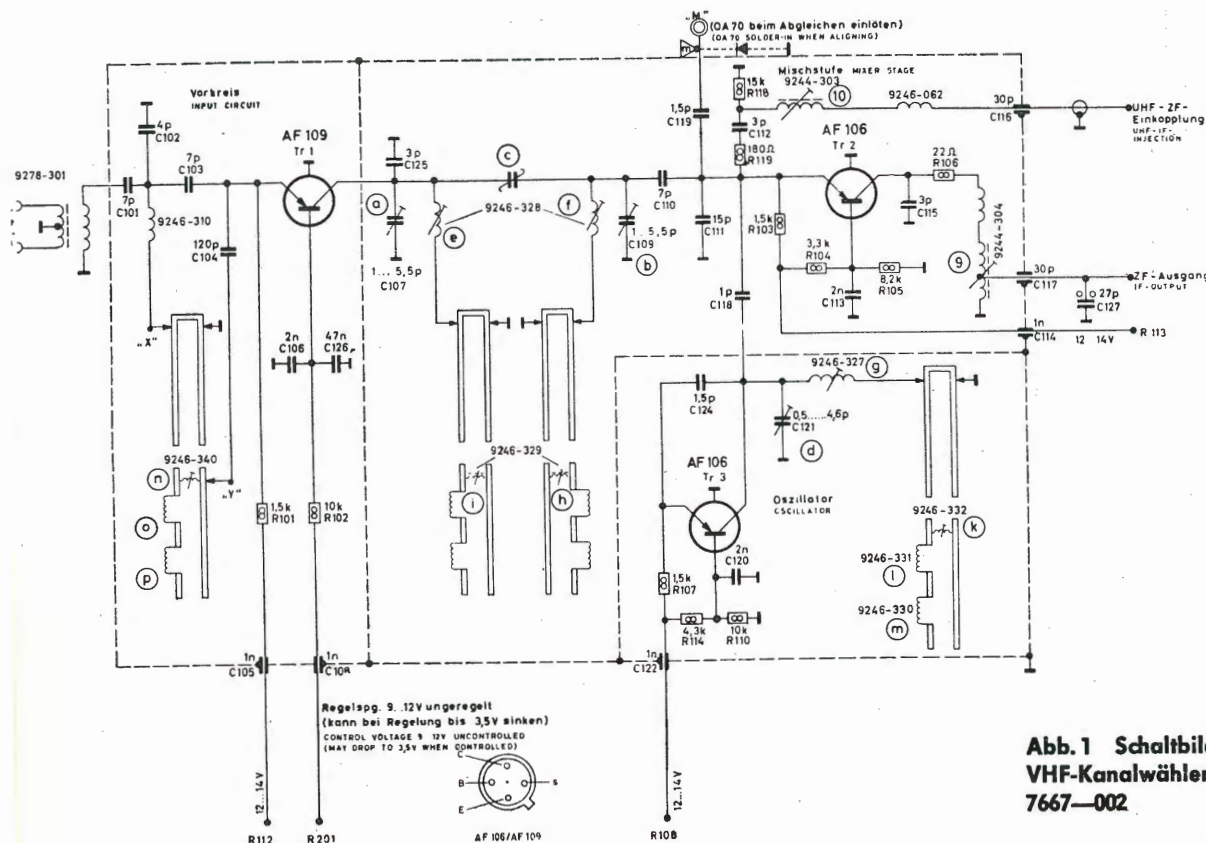 „M"
(OA 70 beim Abgleichen einlöten)
(OA 70 SOLDER-IN WHEN ALIGNING)
m
Vorkreis
INPUT CIRCUIT
4p
C102
7p
C103
AF 109
Tr 1
9278-301
7p
C101
9246-310
120p
C104
„X"
3p
C125
c
a
1... 5,5p
C107
9246-328
e
f
1. 5,5p
C109
b
7p
C110
1,5p
C119
15p
C111
15k
R118
3p
C112
180Ω
R119
Mischstufe MIXER STAGE
9244-303
10
9246-062
30p
C116
UHF-ZF-
Einkopplung
UHF-IF-
INJECTION
AF 106
Tr 2
22Ω
R106
3p
C115
1,5k
R103
3,3k
R104
8,2k
R105
2n
C113
9
9244-304
30p
C117
ZF-Ausgang
IF-OUTPUT
27p
C127
1n
C114
12 14V
R 113
1p
C118
2n
C106
47n
C126
9246-340
n
o
p
„Y"
1,5k
R101
10k
R102
9246-329
i
h
1,5p
C124
9246-327
g
0,5.....4,6p
C121
d
AF 106
Tr 3
Oszillator
OSCILLATOR
2n
C120
1,5k
R107
4,3k
R114
10k
R110
9246-332
k
9246-331
l
9246-330
m
1n
C105
1n
C108
1n
C122
Regelspg. 9..12V ungeregelt
(kann bei Regelung bis 3,5V sinken)
CONTROL VOLTAGE 9 12V UNCONTROLLED
(MAY DROP TO 3,5V WHEN CONTROLLED)
C
B
s
E
AF 106/AF 109
12...14V
12...14V
R112
R201
R108
Abb. 1 Schaltbild
VHF-Kanalwähler
7667—002